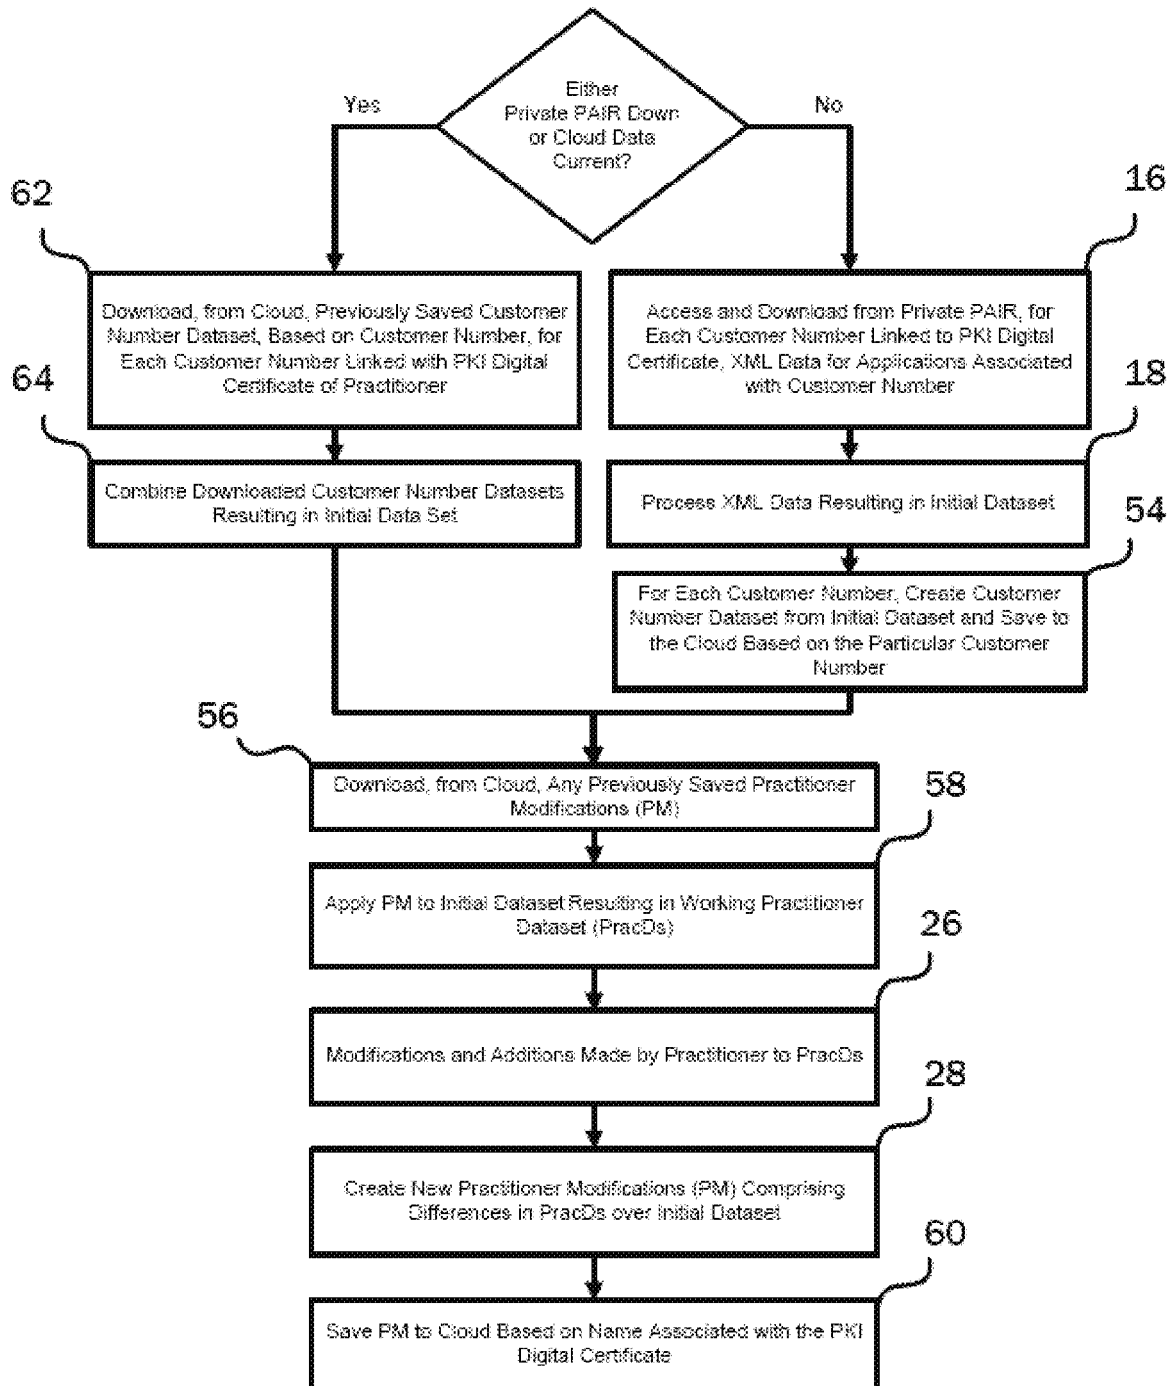 Either
Private PAIR Down
or Cloud Data
Current?
Yes
No
62
16
Download, from Cloud, Previously Saved Customer
Number Dataset, Based on Customer Number, for
Each Customer Number Linked with PKI Digital
Certificate of Practitioner
Access and Download from Private PAIR, for
Each Customer Number Linked to PKI Digital
Certificate, XML Data for Applications Associated
with Customer Number
64
18
Combine Downloaded Customer Number Datasets
Resulting in Initial Data Set
Process XML Data Resulting in Initial Dataset
54
For Each Customer Number, Create Customer
Number Dataset from Initial Dataset and Save to
the Cloud Based on the Particular Customer
Number
56
Download, from Cloud, Any Previously Saved Practitioner
Modifications (PM)
58
Apply PM to Initial Dataset Resulting in Working Practitioner
Dataset (PracDs)
26
Modifications and Additions Made by Practitioner to PracDs
28
Create New Practitioner Modifications (PM) Comprising
Differences in PracDs over Initial Dataset
60
Save PM to Cloud Based on Name Associated with the PKI
Digital Certificate